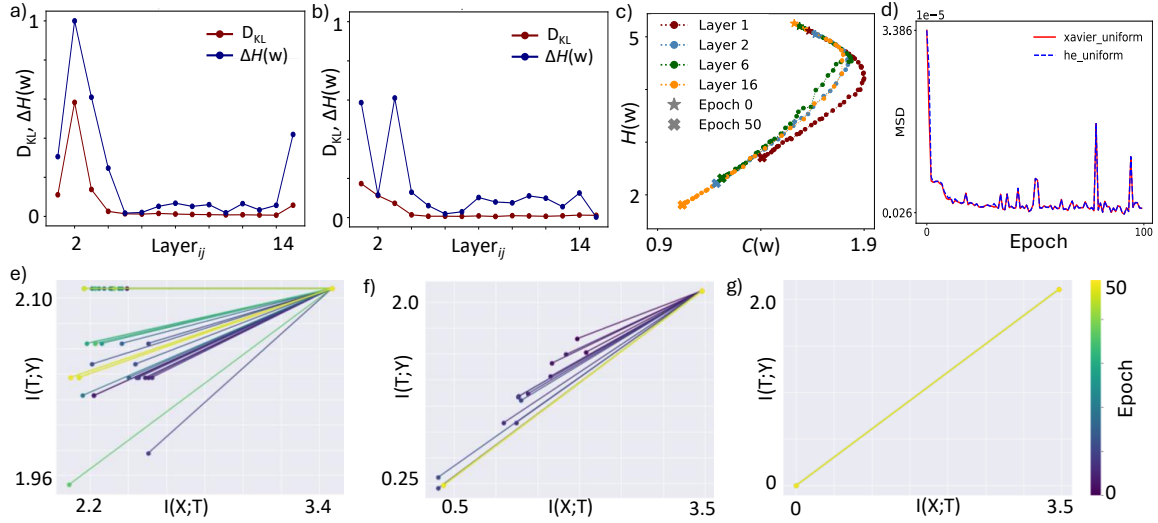 a)
1
0
D_KL, ΔH(w)
D_KL
ΔH(w)
2
Layer_ij
14
b)
1
0
D_KL, ΔH(w)
D_KL
ΔH(w)
2
Layer_ij
14
c)
5
2
H(w)
Layer 1
Layer 2
Layer 6
Layer 16
Epoch 0
Epoch 50
0.9
C(w)
1.9
d)
1e-5
3.386
MSD
0.026
xavier_uniform
he_uniform
0
Epoch
100
e)
2.10
I(T;Y)
1.96
2.2
I(X;T)
3.4
f)
2.0
I(T;Y)
0.25
0.5
I(X;T)
3.5
g)
2.0
I(T;Y)
0
0
I(X;T)
3.5
50
Epoch
0